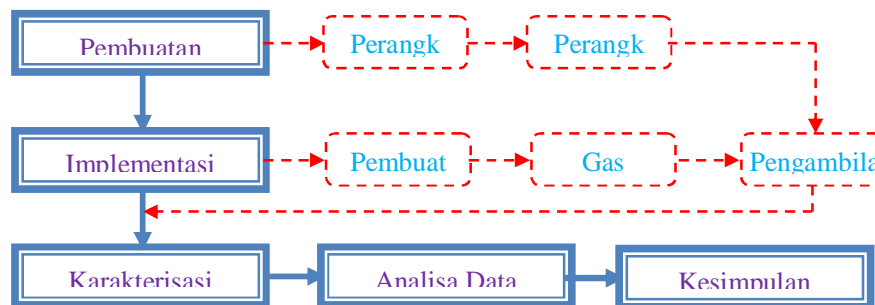 Pembuatan
Perangk
Perangk
Implementasi
Pembuat
Gas
Pengambila
Karakterisasi
Analisa Data
Kesimpulan